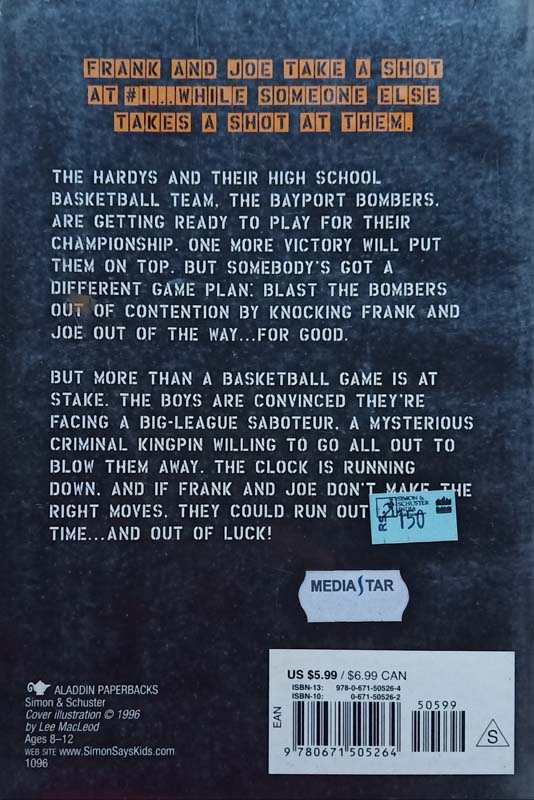 FRANK AND JOE TAKE A SHOT
AT #1...WHILE SOMEONE ELSE
TAKES A SHOT AT THEM.
THE HARDYS AND THEIR HIGH SCHOOL
BASKETBALL TEAM, THE BAYPORT BOMBERS,
ARE GETTING READY TO PLAY FOR THEIR
CHAMPIONSHIP. ONE MORE VICTORY WILL PUT
THEM ON TOP. BUT SOMEBODY'S GOT A
DIFFERENT GAME PLAN: BLAST THE BOMBERS
OUT OF CONTENTION BY KNOCKING FRANK AND
JOE OUT OF THE WAY...FOR GOOD.
BUT MORE THAN A BASKETBALL GAME IS AT
STAKE. THE BOYS ARE CONVINCED THEY'RE
FACING A BIG-LEAGUE SABOTEUR, A MYSTERIOUS
CRIMINAL KINGPIN WILLING TO GO ALL OUT TO
BLOW THEM AWAY. THE CLOCK IS RUNNING
DOWN, AND IF FRANK AND JOE DON'T MAKE THE
RIGHT MOVES, THEY COULD RUN OUT
TIME...AND OUT OF LUCK!
SIMON &
SCHUSTER
INDIA
RS. 150
MEDIASTAR
US $5.99 / $6.99 CAN
ISBN-13: 978-0-671-50526-4
ISBN-10: 0-671-50526-2
50599
EAN
9 780671 505264
S
ALADDIN PAPERBACKS
Simon & Schuster
Cover illustration © 1996
by Lee MacLeod
Ages 8–12
WEB SITE www.SimonSaysKids.com
1096